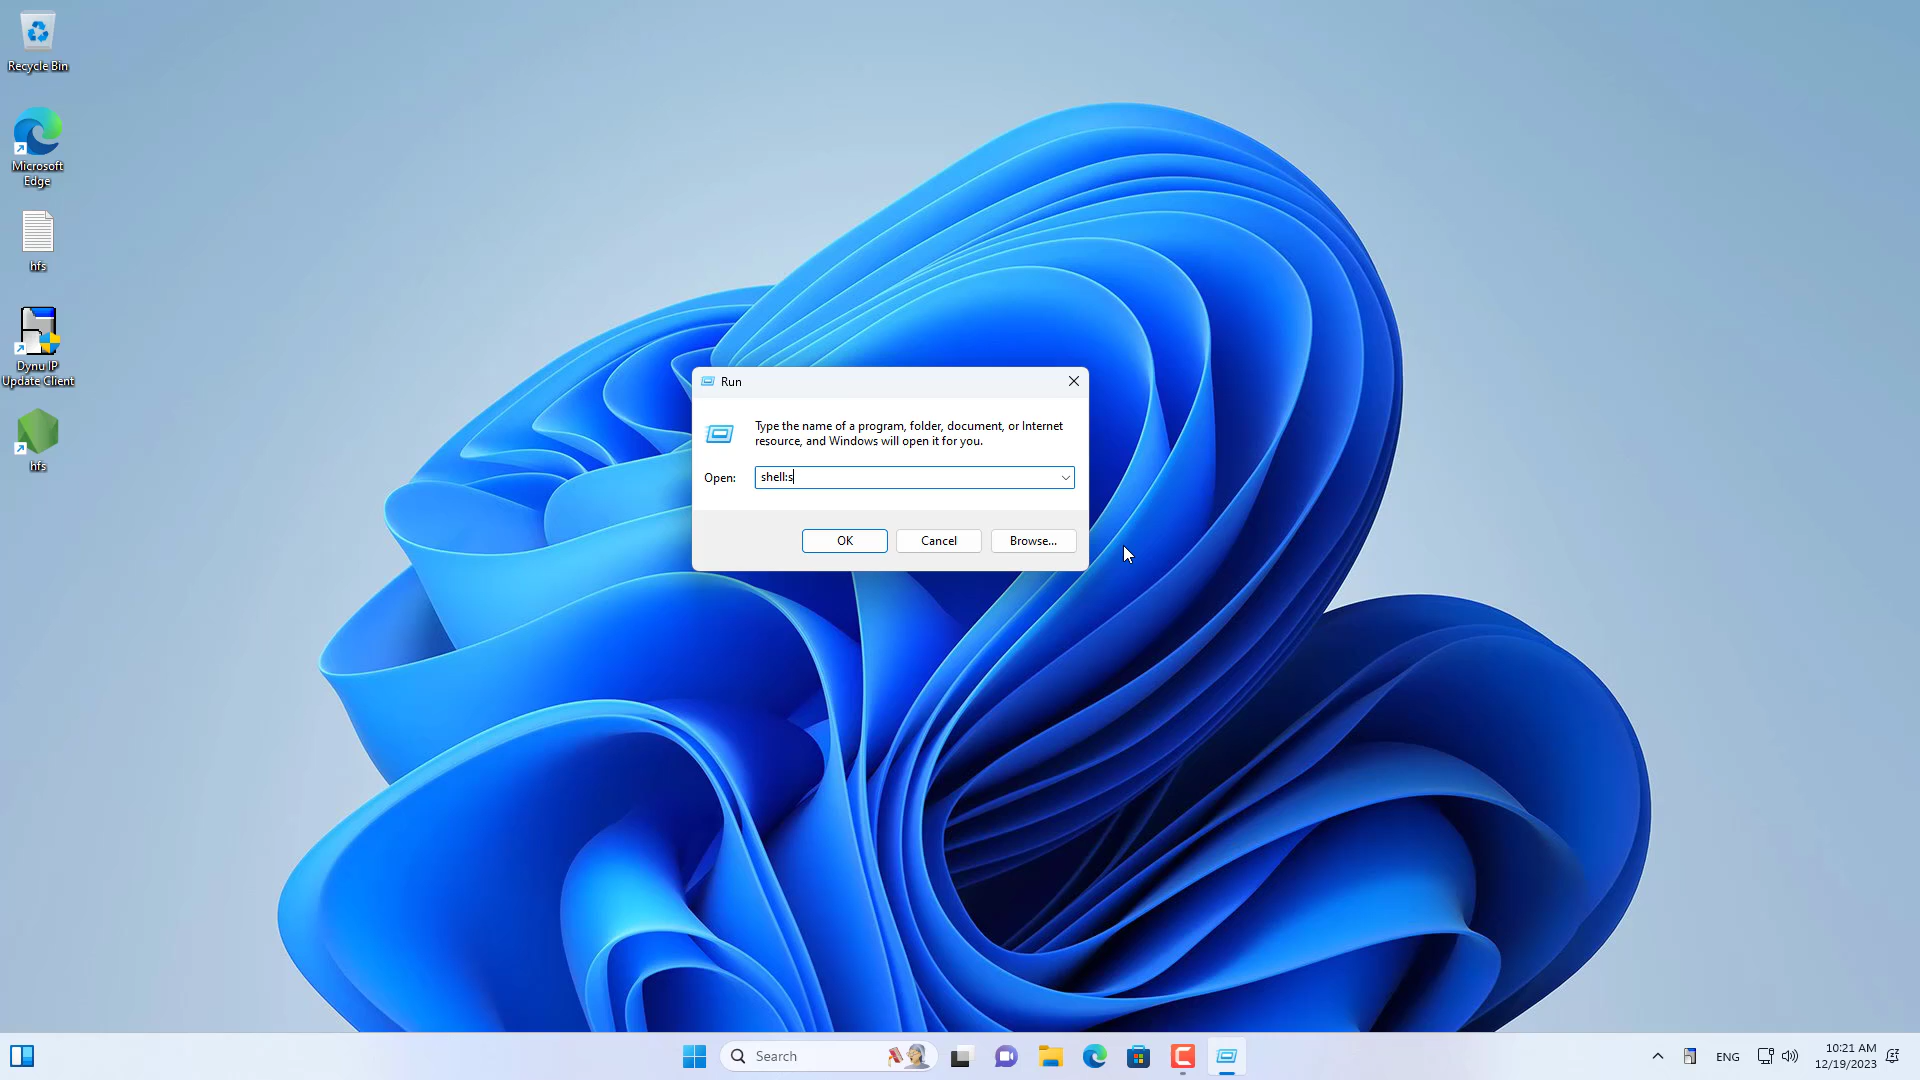 Recycle Bin
Microsoft
Edge
hfs
Dynu IP
Update Client
hfs
Run
Type the name of a program, folder, document, or Internet
resource, and Windows will open it for you.
Open:
shell:s
OK
Cancel
Browse...
Search
ENG
10:21 AM
12/19/2023